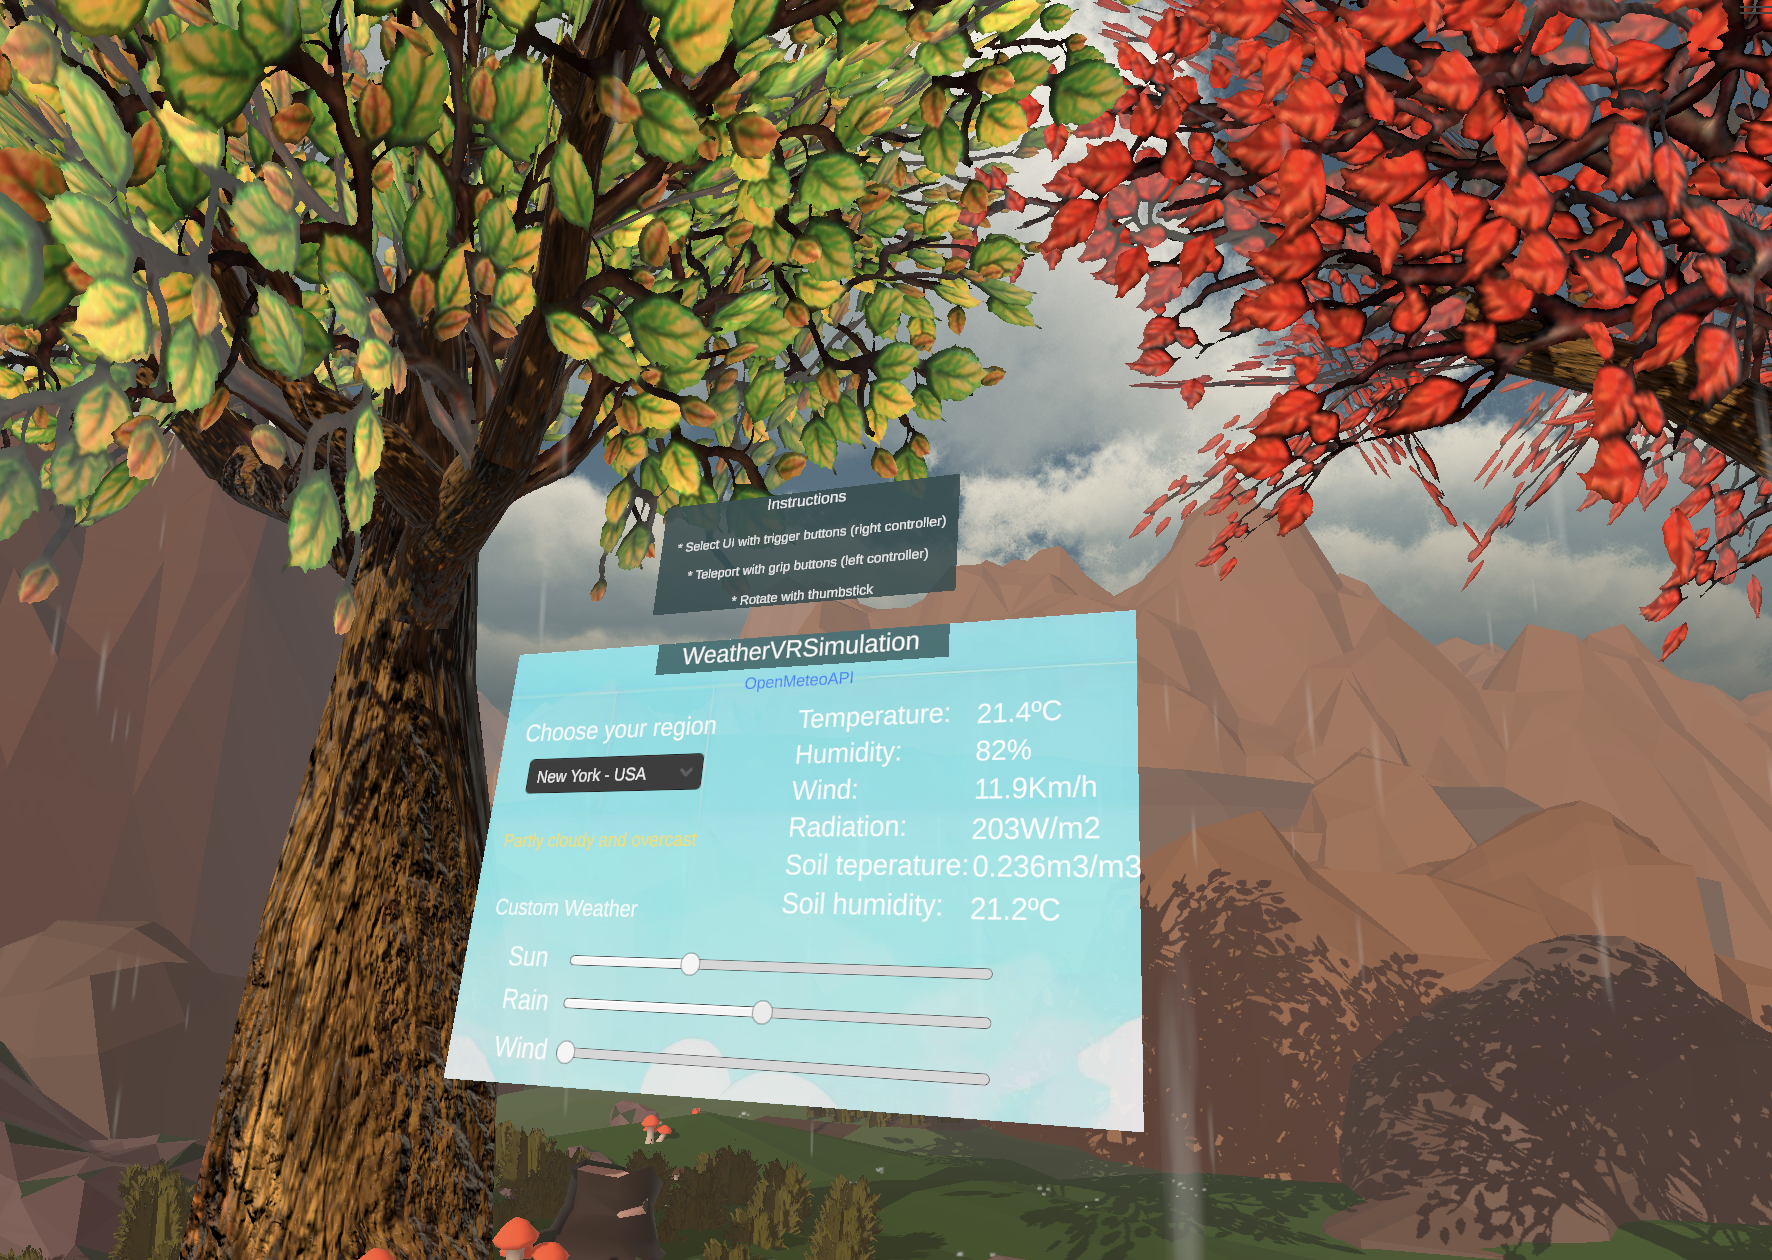 Instructions
* Select UI with trigger buttons (right controller)
* Teleport with grip buttons (left controller)
* Rotate with thumbstick
WeatherVRSimulation
OpenMeteoAPI
Choose your region
New York - USA
Partly cloudy and overcast
Temperature: 21.4ºC
Humidity: 82%
Wind: 11.9Km/h
Radiation: 203W/m2
Soil teperature: 0.236m3/m3
Soil humidity: 21.2ºC
Custom Weather
Sun
Rain
Wind